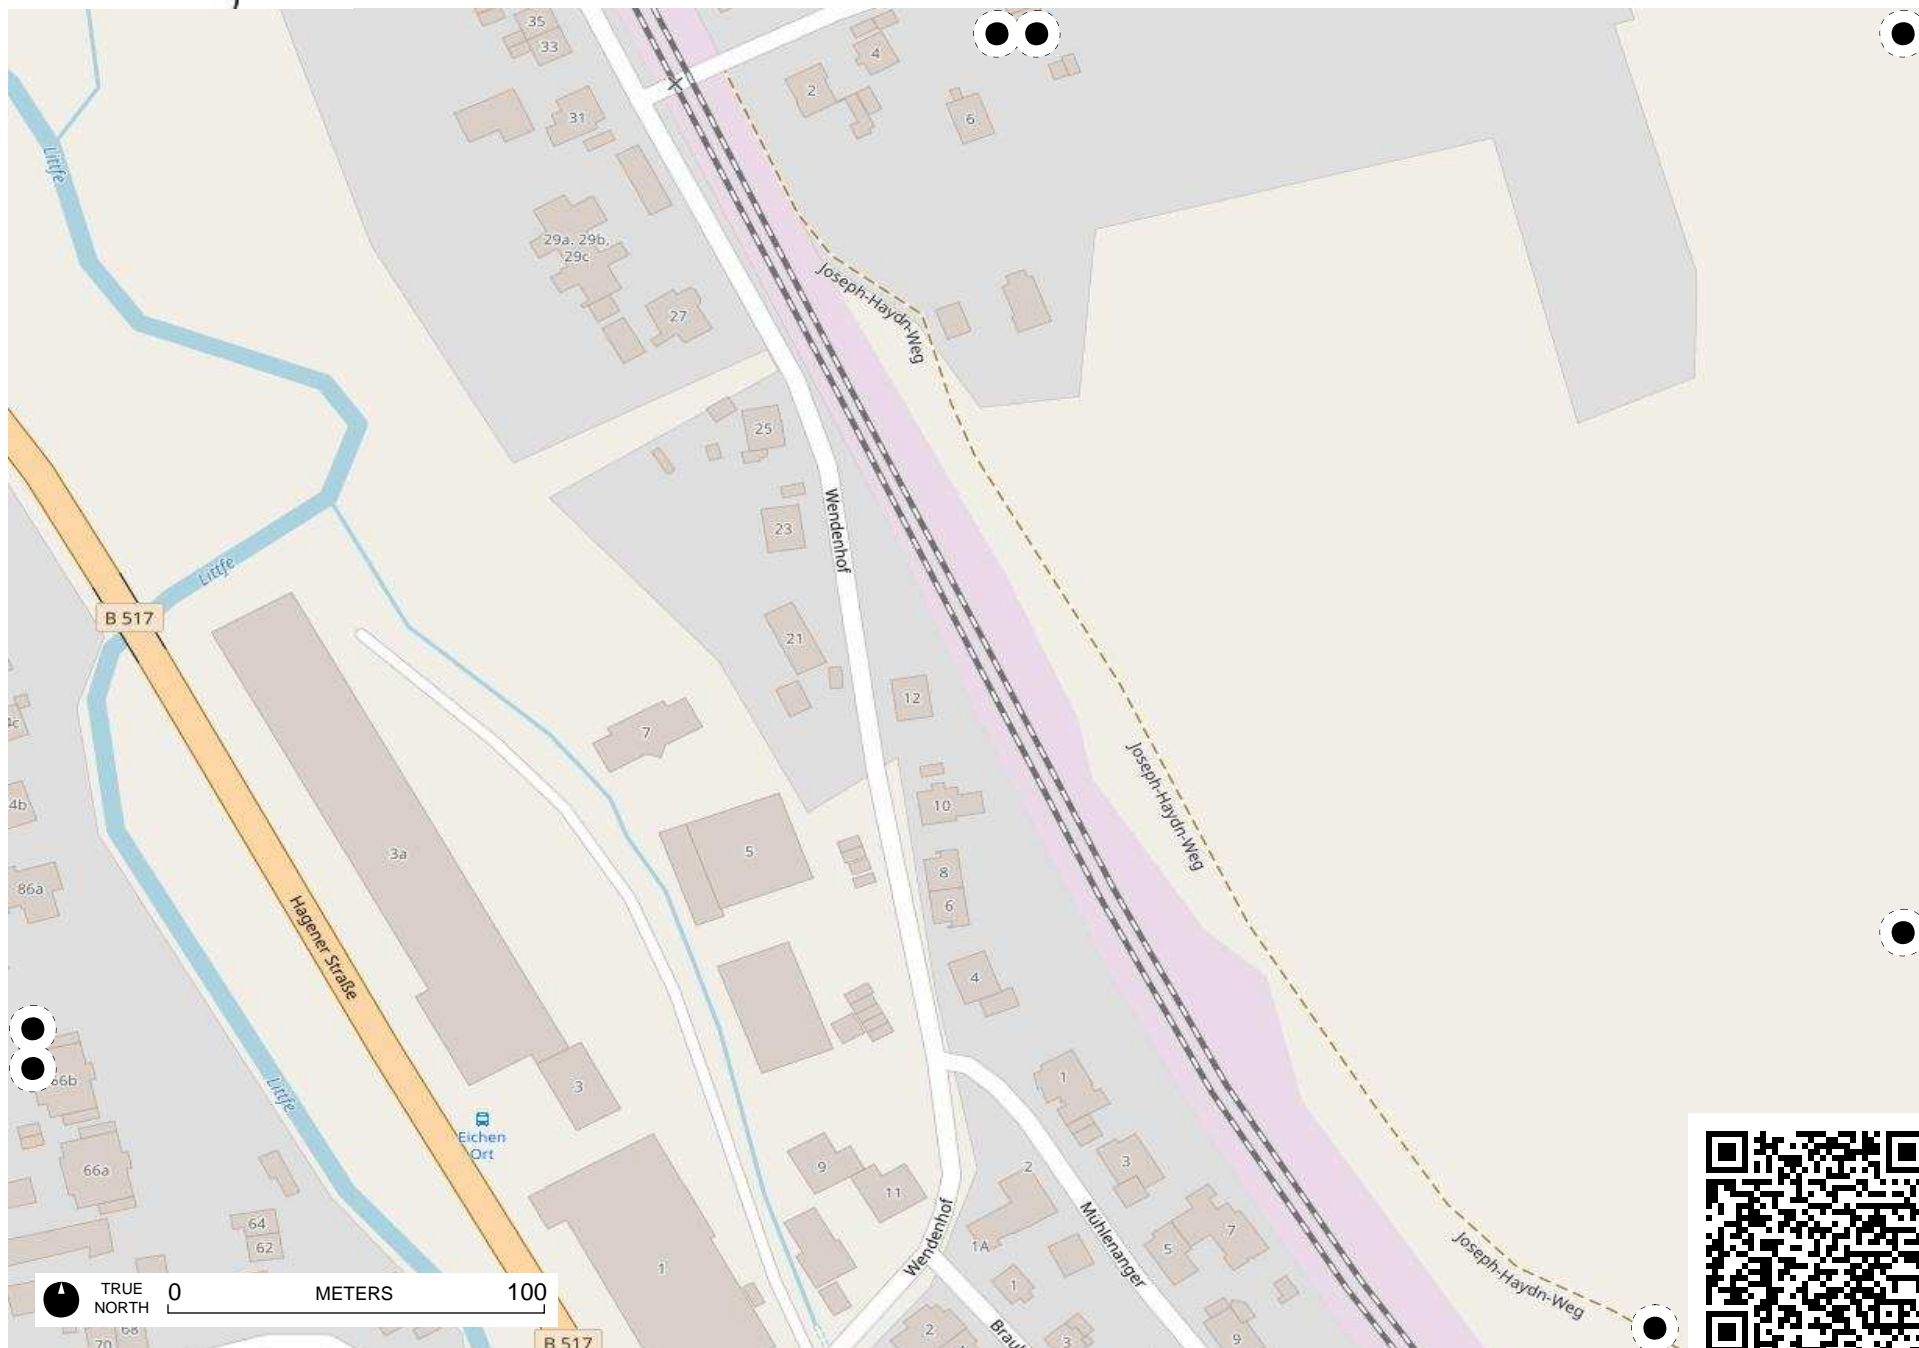 35
33
4
2
31
6
Littfe
29a, 29b,
29c
Joseph-Haydn-Weg
27
25
Wendenhof
23
Littfe
B 517
21
12
4c
7
Joseph-Haydn-Weg
10
4b
5
3a
8
86a
6
Hagener Straße
4
1
66b
3
Littfe
Eichen
Ort
9
2
3
66a
11
Mühlenanger
64
7
62
Wendenhof
1A
5
Joseph-Haydn-Weg
1
1
TRUE
NORTH
0 METERS 100
68
70
B 517
2
3
9